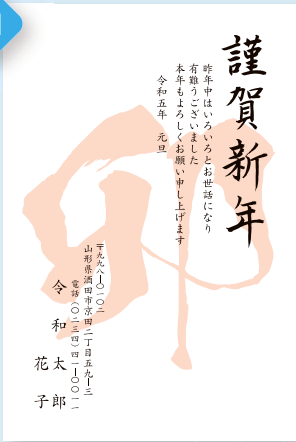 謹賀新年
昨年中はいろいろとお世話になり
有難うございました
本年もよろしくお願い申し上げます
令和五年　元旦
卯
〒九九八―〇一〇二
山形県酒田市京田二丁目五九―三
電話（〇二三四）四一―〇〇一一
令和　太郎
花子